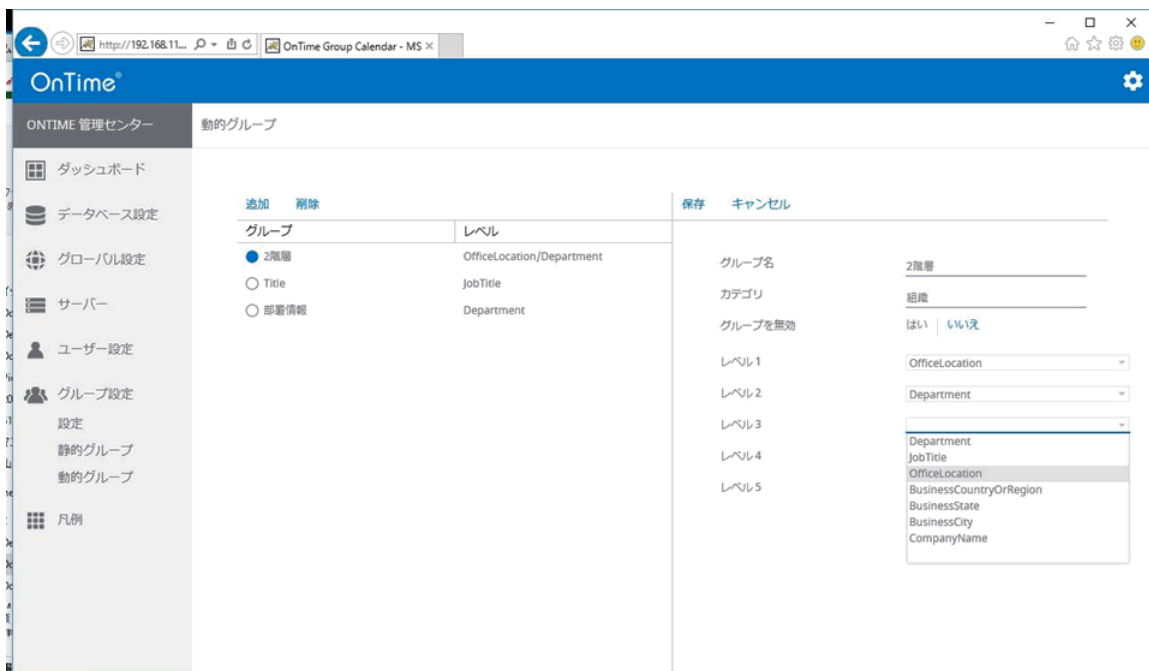 http://192.168.11...
OnTime Group Calendar - MS
OnTime®
ONTIME 管理センター
動的グループ
ダッシュボード
データベース設定
グローバル設定
サーバー
ユーザー設定
グループ設定
設定
静的グループ
動的グループ
凡例
追加 削除
グループ レベル
2階層 OfficeLocation/Department
Title JobTitle
部署情報 Department
保存 キャンセル
グループ名 2階層
カテゴリ 組織
グループを無効 はい | いいえ
レベル1 OfficeLocation
レベル2 Department
レベル3
Department
JobTitle
レベル4
OfficeLocation
BusinessCountryOrRegion
レベル5
BusinessState
BusinessCity
CompanyName